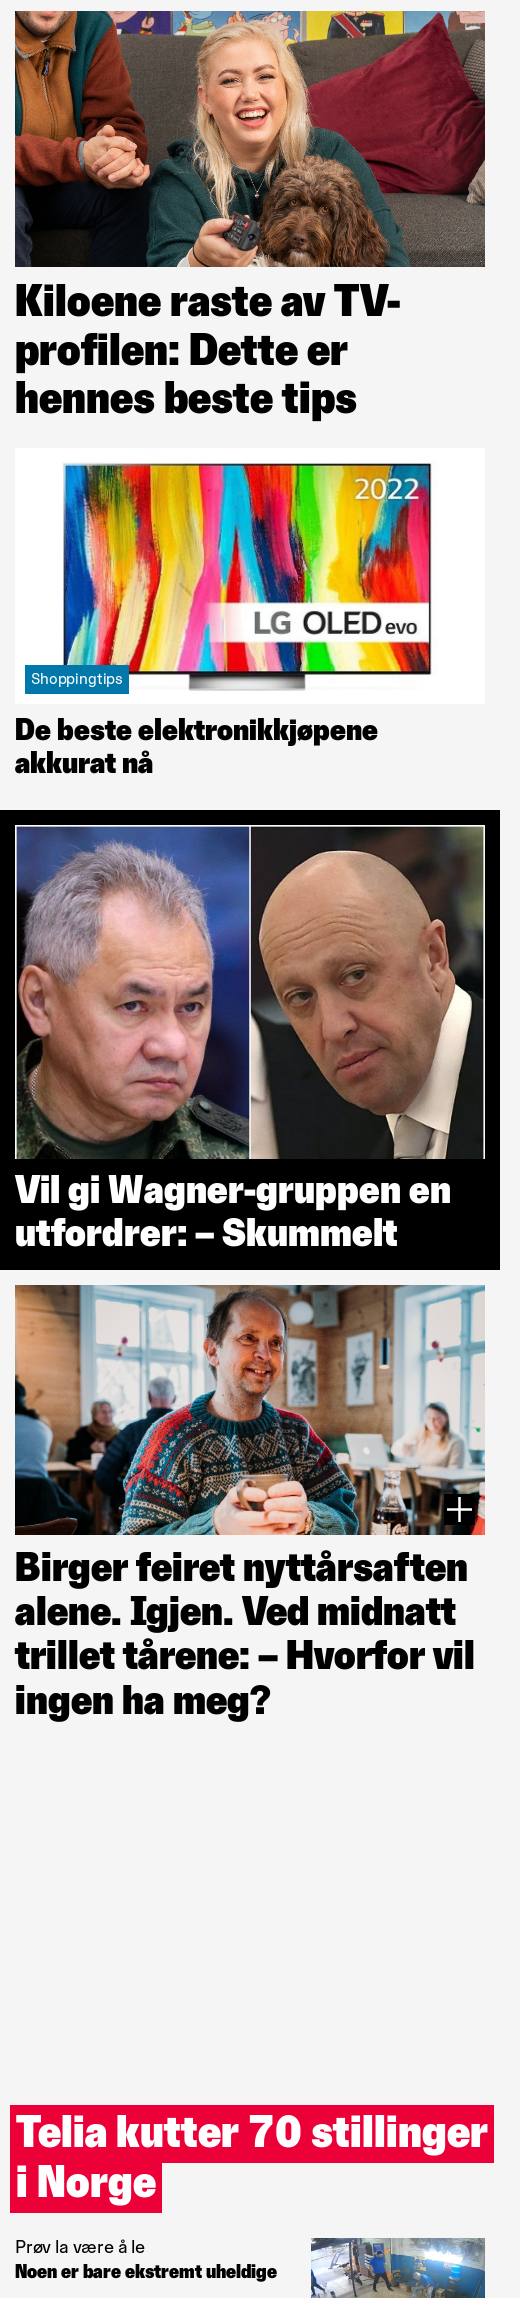 Kiloene raste av TV-
profilen: Dette er
hennes beste tips
2022
LG OLED evo
Shoppingtips
De beste elektronikkjøpene
akkurat nå
Vil gi Wagner-gruppen en
utfordrer: – Skummelt
Birger feiret nyttårsaften
alene. Igjen. Ved midnatt
trillet tårene: – Hvorfor vil
ingen ha meg?
Telia kutter 70 stillinger
i Norge
Prøv la være å le
Noen er bare ekstremt uheldige